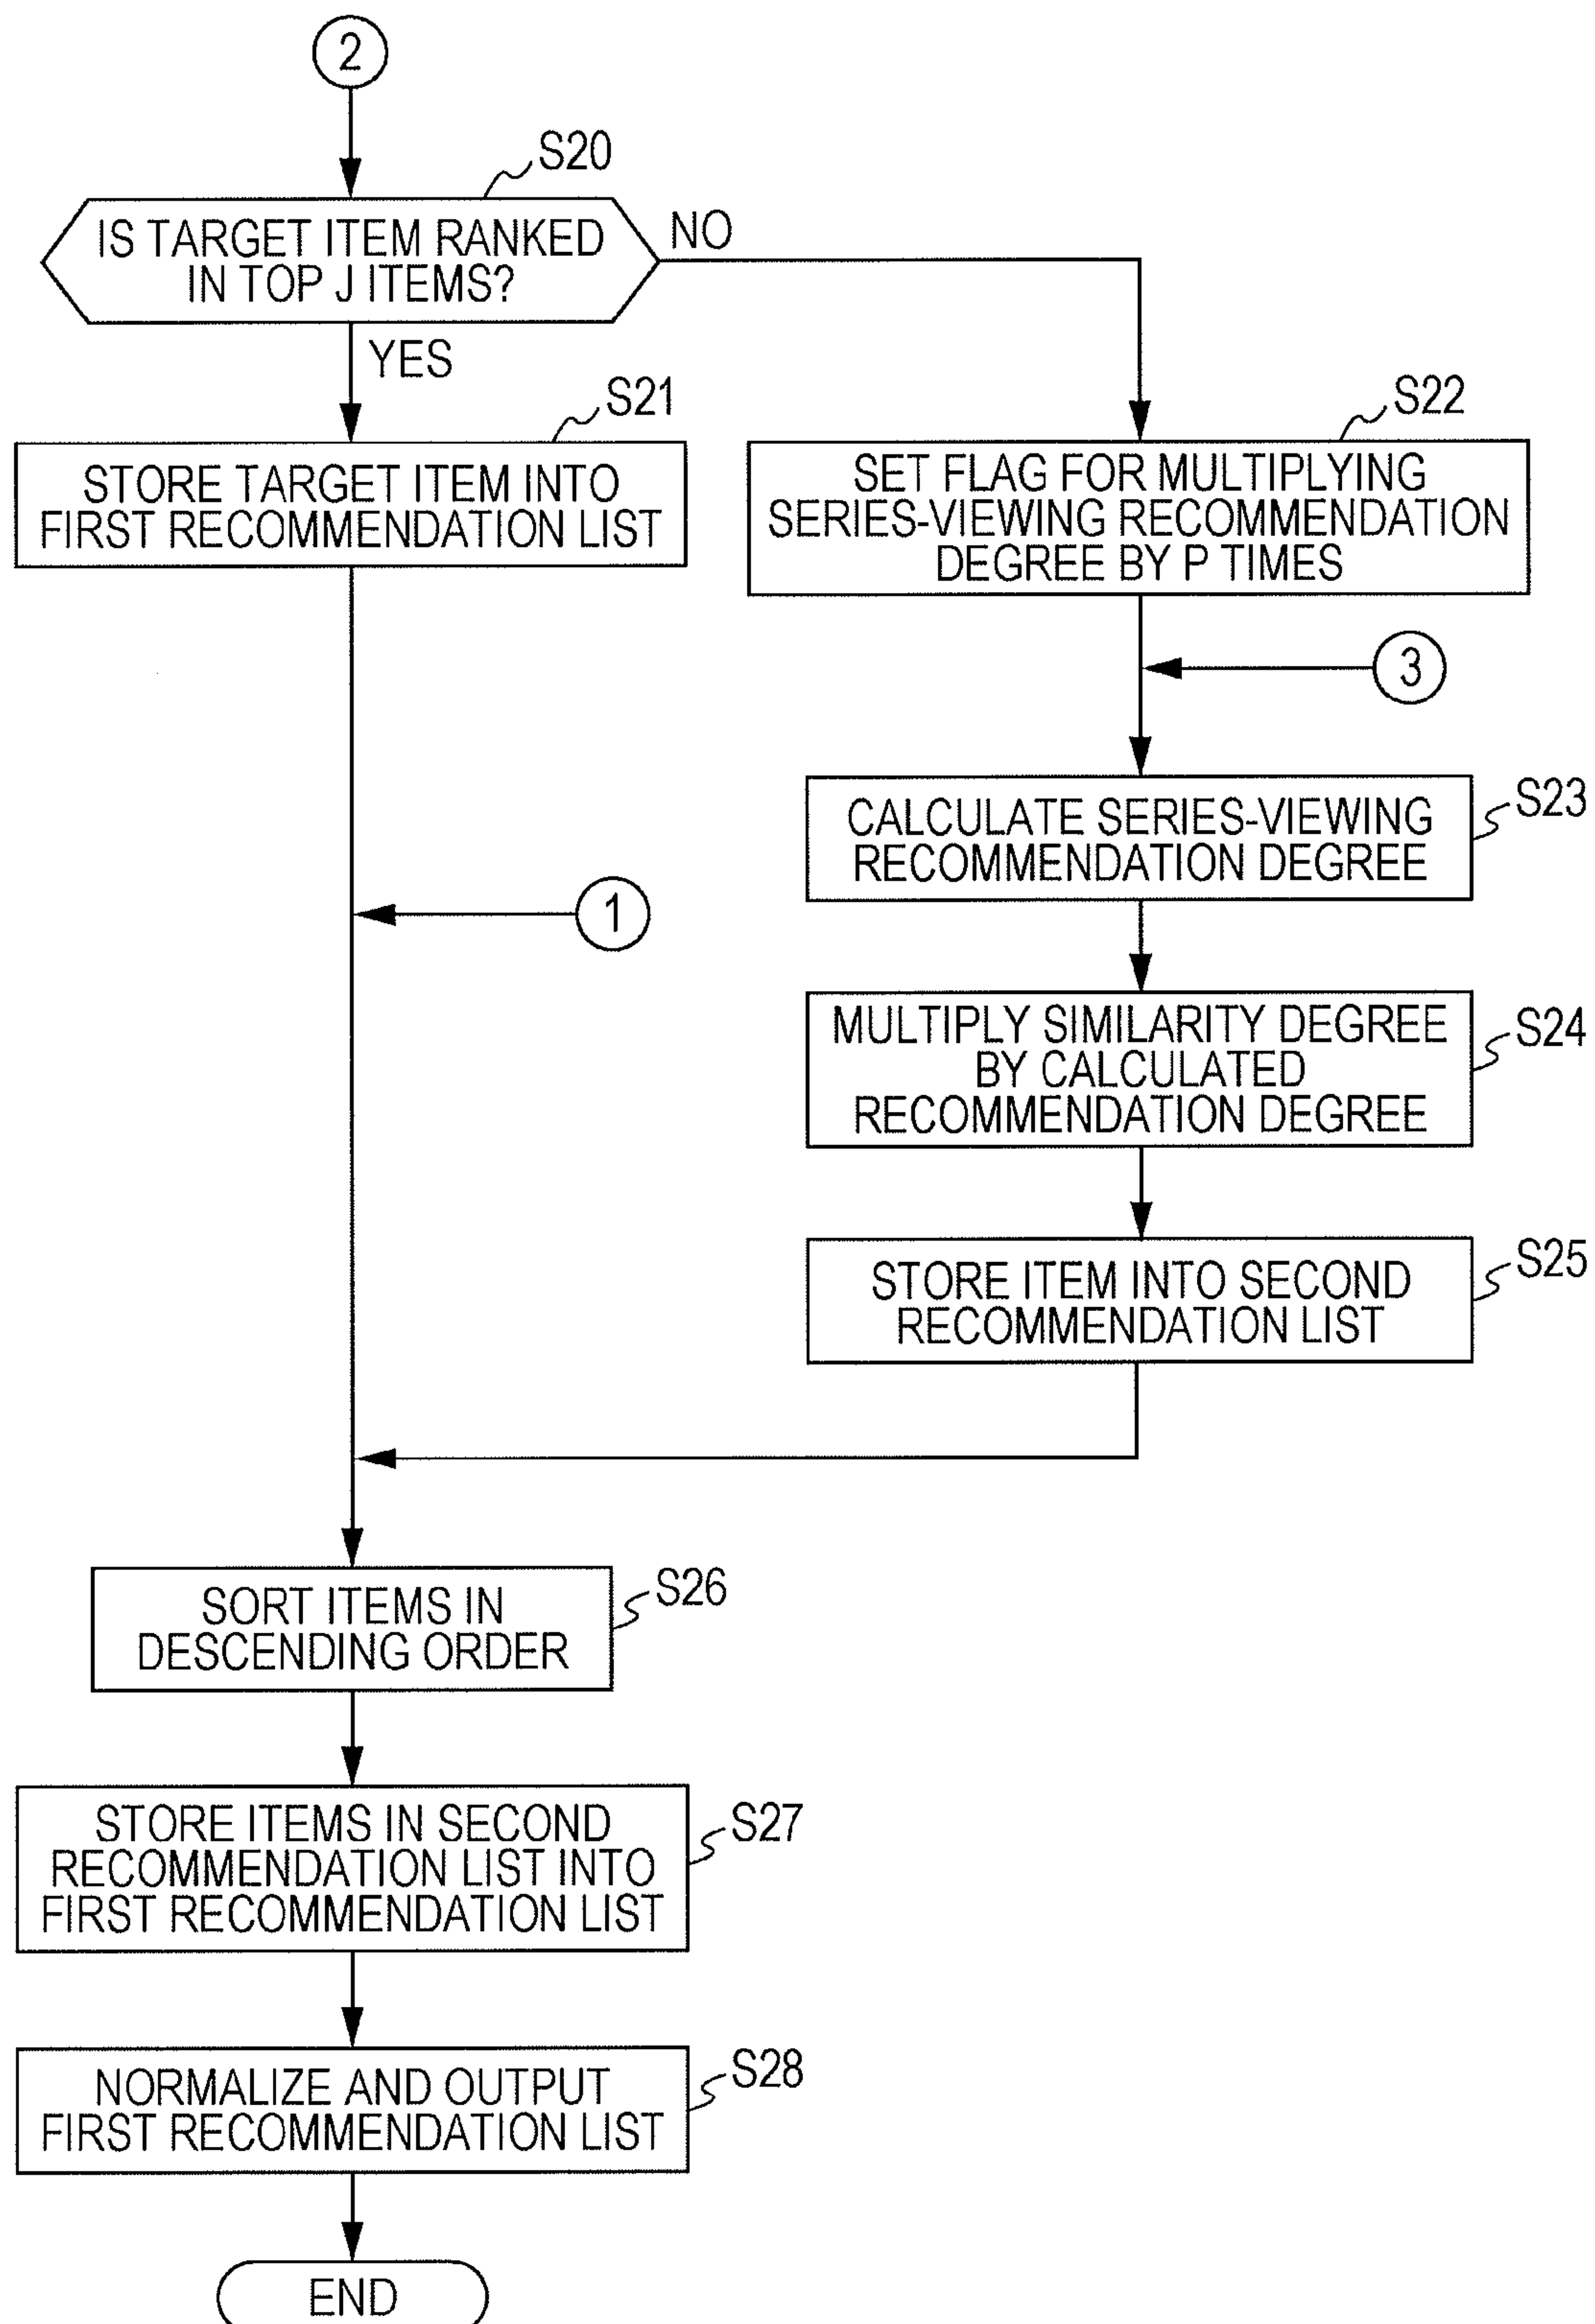 2
S20
IS TARGET ITEM RANKED
IN TOP J ITEMS?
NO
YES
S21
STORE TARGET ITEM INTO
FIRST RECOMMENDATION LIST
S22
SET FLAG FOR MULTIPLYING
SERIES-VIEWING RECOMMENDATION
DEGREE BY P TIMES
3
S23
CALCULATE SERIES-VIEWING
RECOMMENDATION DEGREE
1
S24
MULTIPLY SIMILARITY DEGREE
BY CALCULATED
RECOMMENDATION DEGREE
S25
STORE ITEM INTO SECOND
RECOMMENDATION LIST
S26
SORT ITEMS IN
DESCENDING ORDER
S27
STORE ITEMS IN SECOND
RECOMMENDATION LIST INTO
FIRST RECOMMENDATION LIST
S28
NORMALIZE AND OUTPUT
FIRST RECOMMENDATION LIST
END